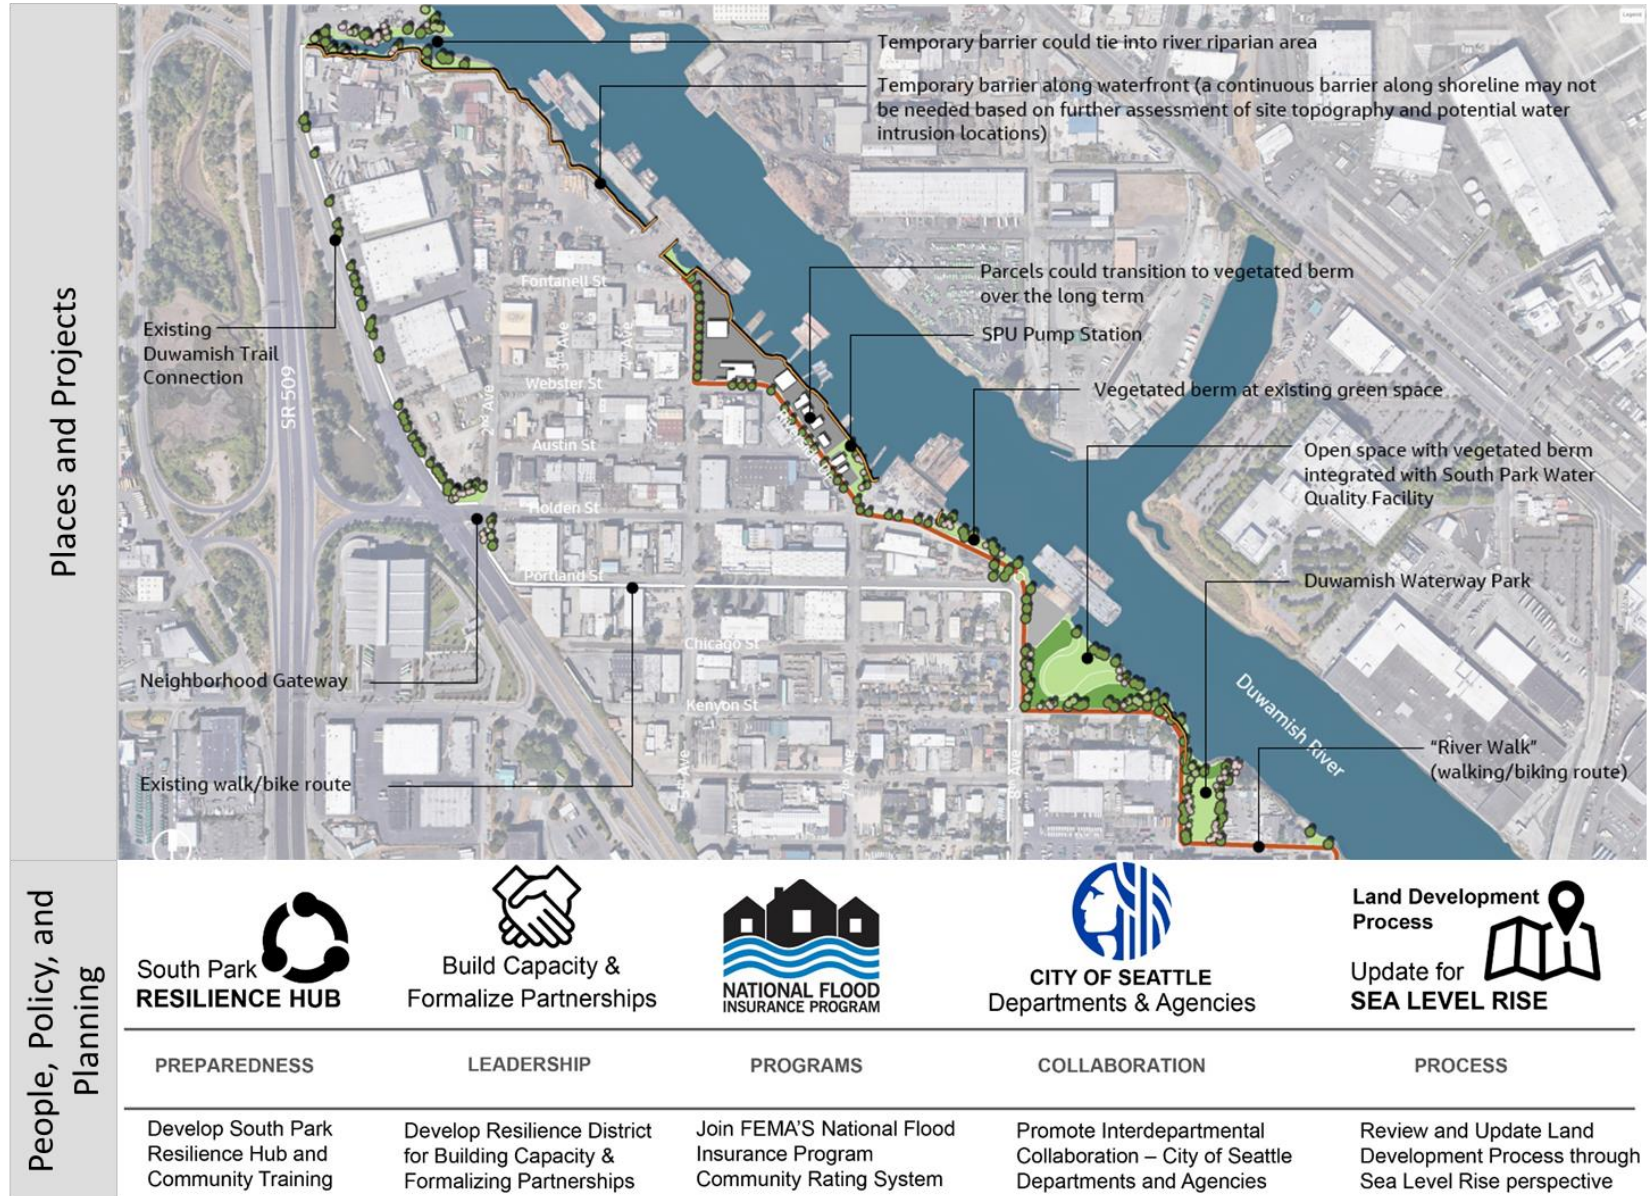 Places and Projects
Legend
Temporary barrier could tie into river riparian area
Temporary barrier along waterfront (a continuous barrier along shoreline may not
be needed based on further assessment of site topography and potential water
intrusion locations)
Parcels could transition to vegetated berm
over the long term
SPU Pump Station
Vegetated berm at existing green space
Open space with vegetated berm
integrated with South Park Water
Quality Facility
Duwamish Waterway Park
"River Walk"
(walking/biking route)
Duwamish River
Existing
Duwamish Trail
Connection
SR 509
Neighborhood Gateway
Existing walk/bike route
Fontanell St
3rd Ave
4th Ave
Webster St
2nd Ave
Austin St
Holden St
Portland St
Chicago St
Kenyon St
People, Policy, and
Planning
South Park
RESILIENCE HUB
Build Capacity &
Formalize Partnerships
NATIONAL FLOOD
INSURANCE PROGRAM
CITY OF SEATTLE
Departments & Agencies
Land Development
Process
Update for
SEA LEVEL RISE
PREPAREDNESS
LEADERSHIP
PROGRAMS
COLLABORATION
PROCESS
Develop South Park
Resilience Hub and
Community Training
Develop Resilience District
for Building Capacity &
Formalizing Partnerships
Join FEMA'S National Flood
Insurance Program
Community Rating System
Promote Interdepartmental
Collaboration – City of Seattle
Departments and Agencies
Review and Update Land
Development Process through
Sea Level Rise perspective